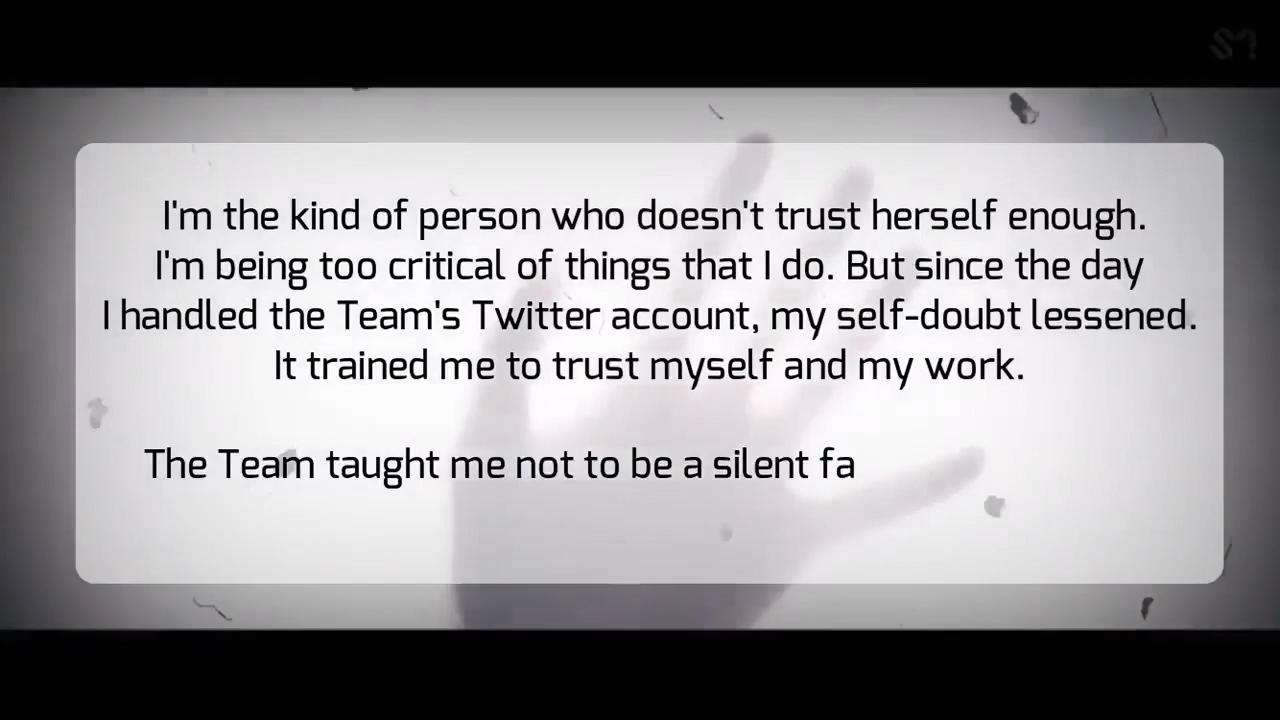 SM
I'm the kind of person who doesn't trust herself enough.
I'm being too critical of things that I do. But since the day
I handled the Team's Twitter account, my self-doubt lessened.
It trained me to trust myself and my work.
The Team taught me not to be a silent fa